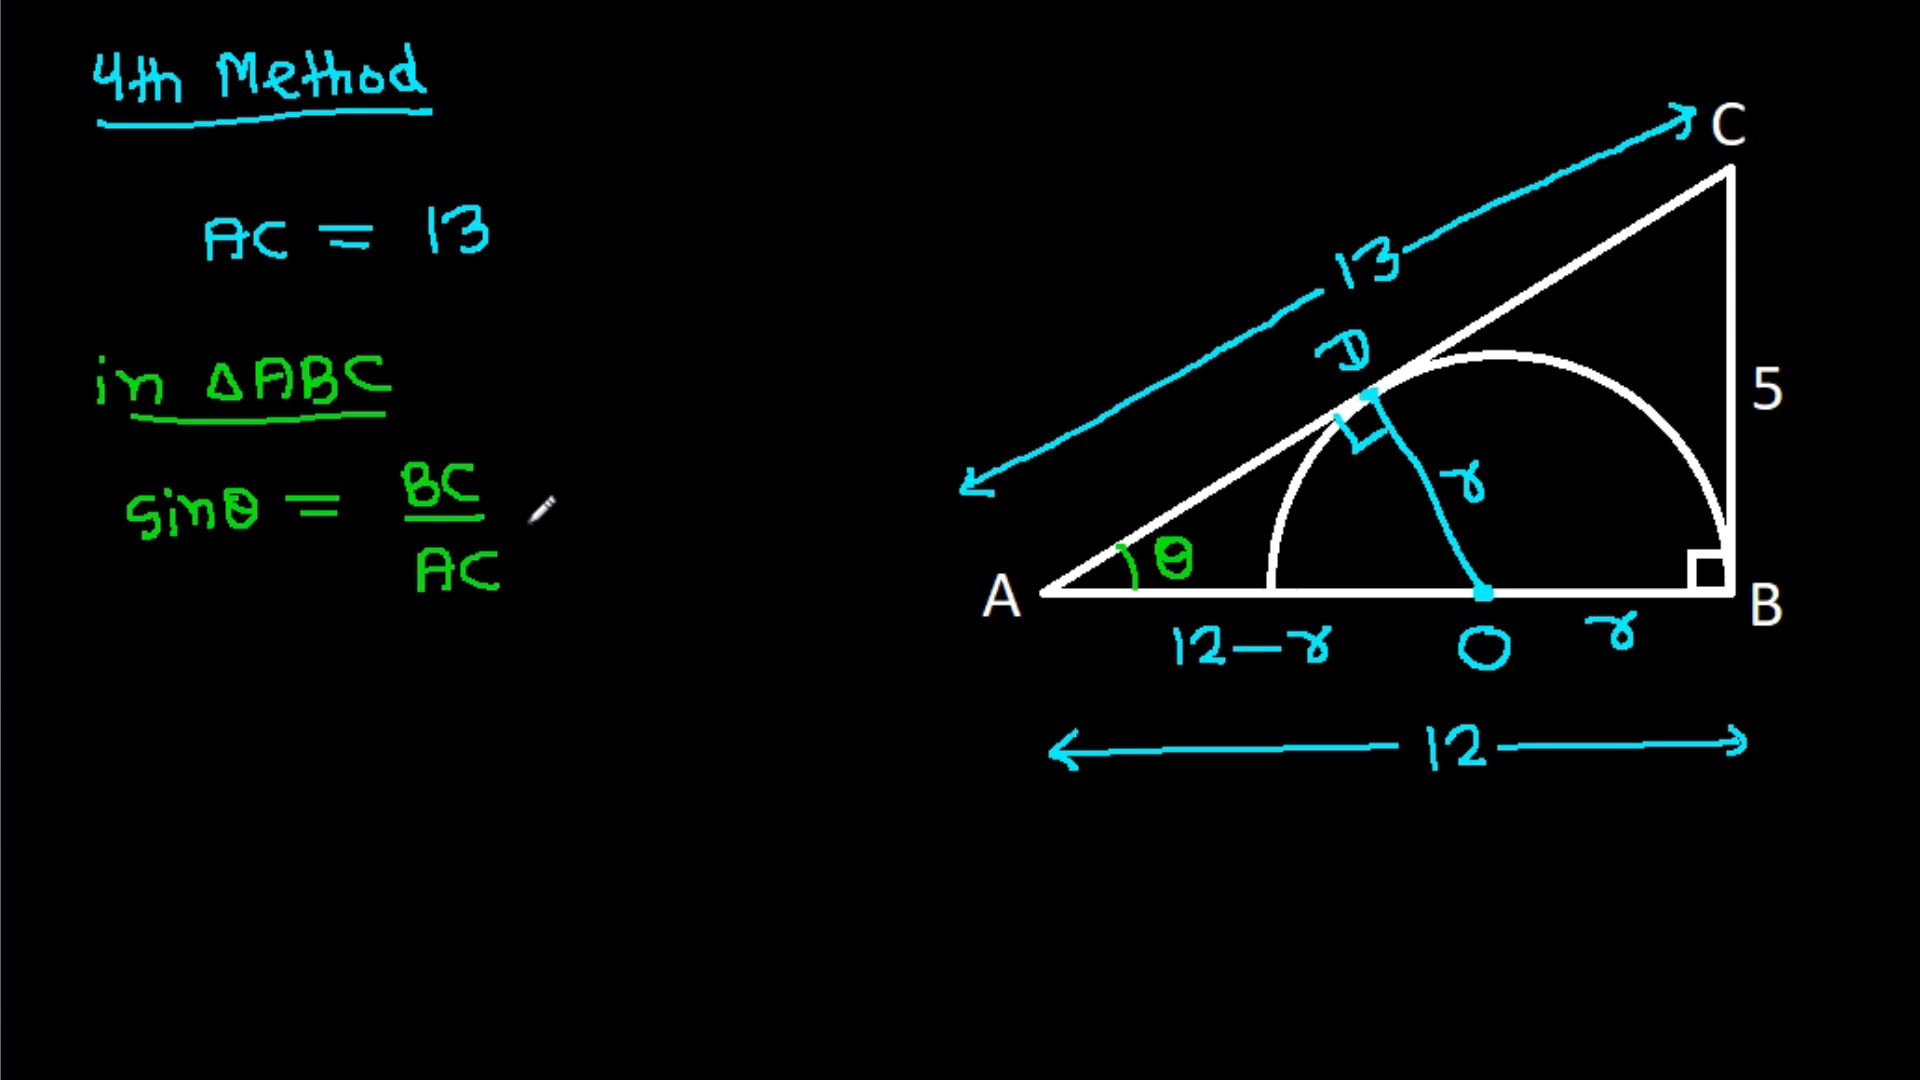 4th Method
AC = 13
in ΔABC
sinθ = BC
AC
C
13
D
5
r
θ
A
B
12-r
O
r
12